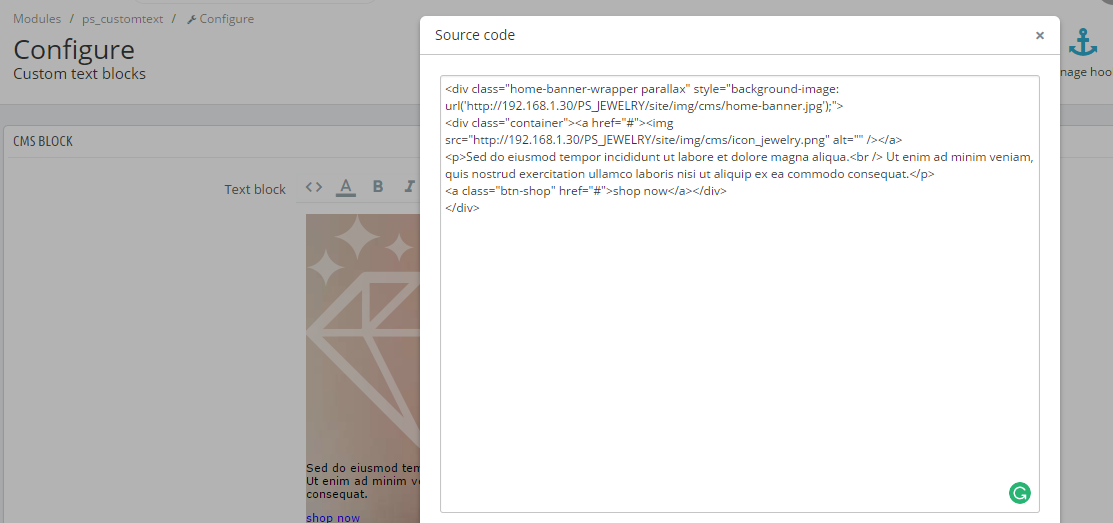 Modules / ps_customtext / Configure
Configure
Custom text blocks
CMS BLOCK
Text block
A B I
Sed do eiusmod tem
Ut enim ad minim ve
consequat.
shop now
Source code
×
<div class="home-banner-wrapper parallax" style="background-image:
url('http://192.168.1.30/PS_JEWELRY/site/img/cms/home-banner.jpg');">
<div class="container"><a href="#"><img
src="http://192.168.1.30/PS_JEWELRY/site/img/cms/icon_jewelry.png" alt="" /></a>
<p>Sed do eiusmod tempor incididunt ut labore et dolore magna aliqua.<br /> Ut enim ad minim veniam,
quis nostrud exercitation ullamco laboris nisi ut aliquip ex ea commodo consequat.</p>
<a class="btn-shop" href="#">shop now</a></div>
</div>
nage hoo